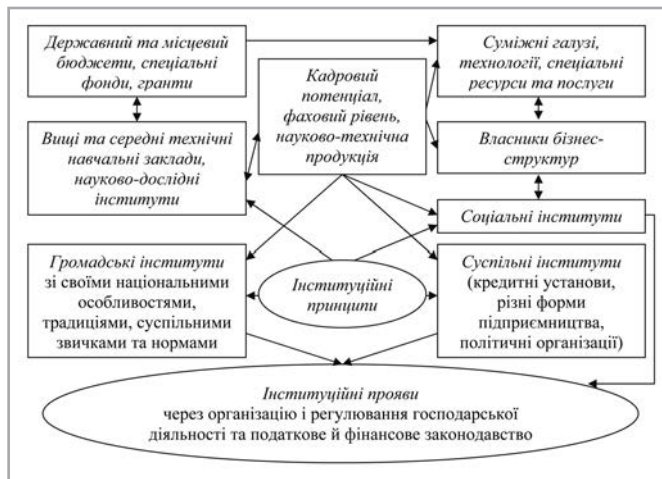 Державний та місцевий
бюджети, спеціальні
фонди, гранти
Суміжні галузі,
технології, спеціальні
ресурси та послуги
Кадровий
потенціал,
фаховий рівень,
науково-технічна
продукція
Вищі та середні технічні
навчальні заклади,
науково-дослідні
інститути
Власники бізнес-
структур
Соціальні інститути
Громадські інститути
зі своїми національними
особливостями,
традиціями, суспільними
звичками та нормами
Інституційні
принципи
Суспільні інститути
(кредитні установи,
різні форми
підприємництва,
політичні організації)
Інституційні прояви
через організацію і регулювання господарської
діяльності та податкове й фінансове законодавство